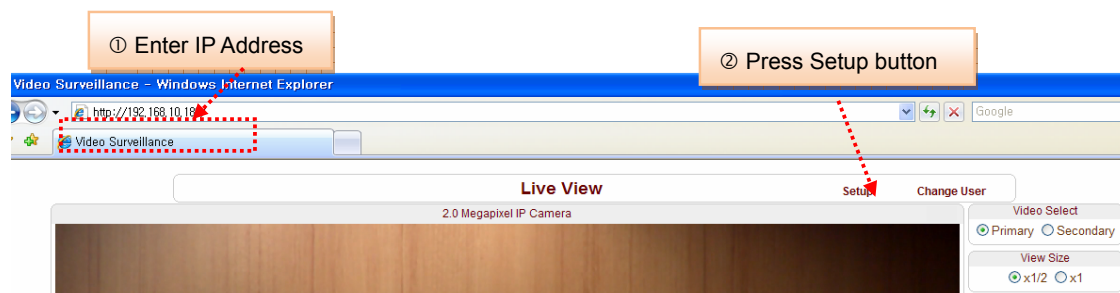 ① Enter IP Address
② Press Setup button
Video Surveillance - Windows Internet Explorer
http://192.168.10.18
Google
Video Surveillance
Live View
Setup
Change User
2.0 Megapixel IP Camera
Video Select
Primary Secondary
View Size
x1/2 x1